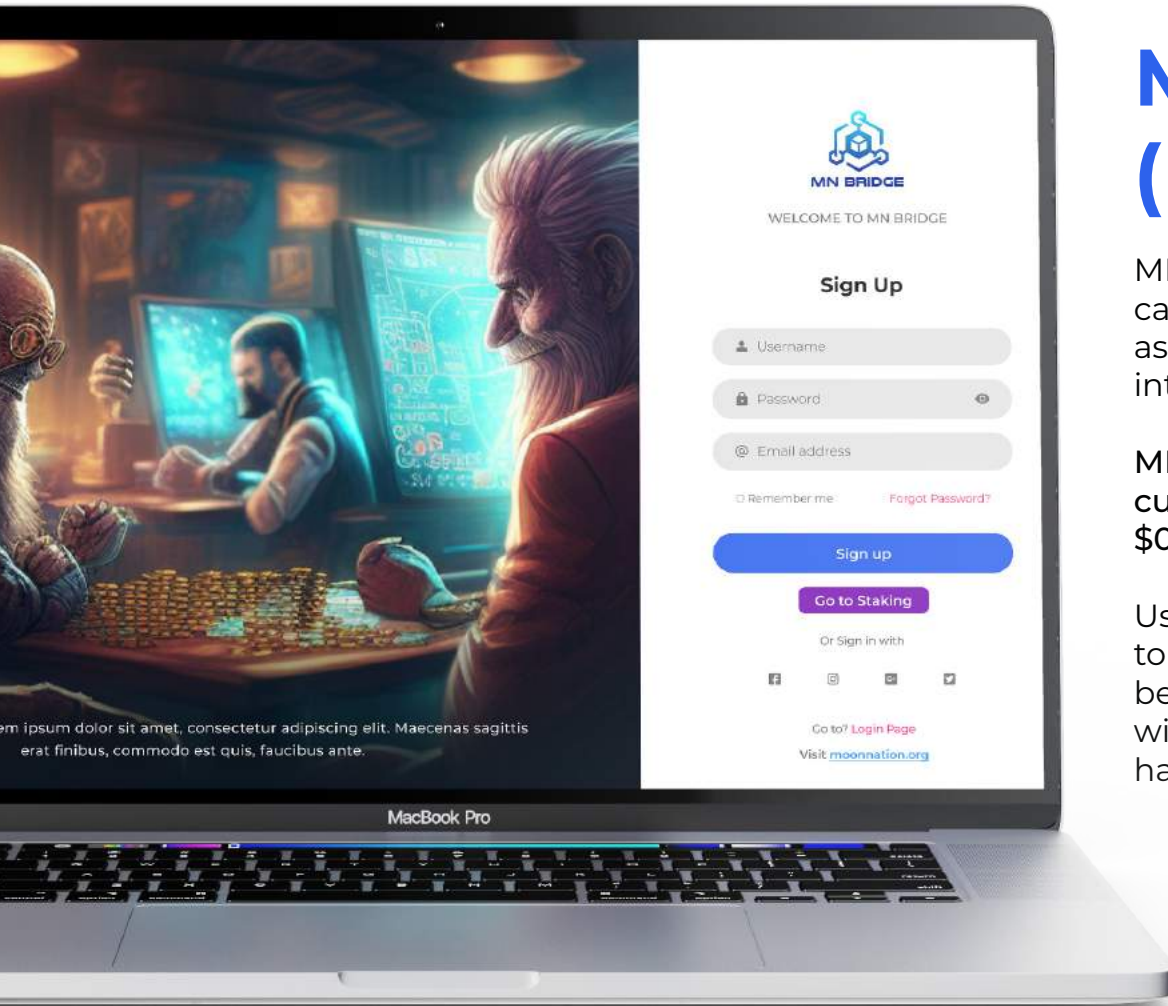 MN BRIDGE
WELCOME TO MN BRIDGE
Sign Up
Username
Password
Email address
Remember me Forgot Password?
Sign up
Go to Staking
Or Sign in with
Go to? Login Page
Visit moonnation.org
em ipsum dolor sit amet, consectetur adipiscing elit. Maecenas sagittis
erat finibus, commodo est quis, faucibus ante.
MacBook Pro
(
ca
as
int
cu
$0
Us
to
be
wi
ha